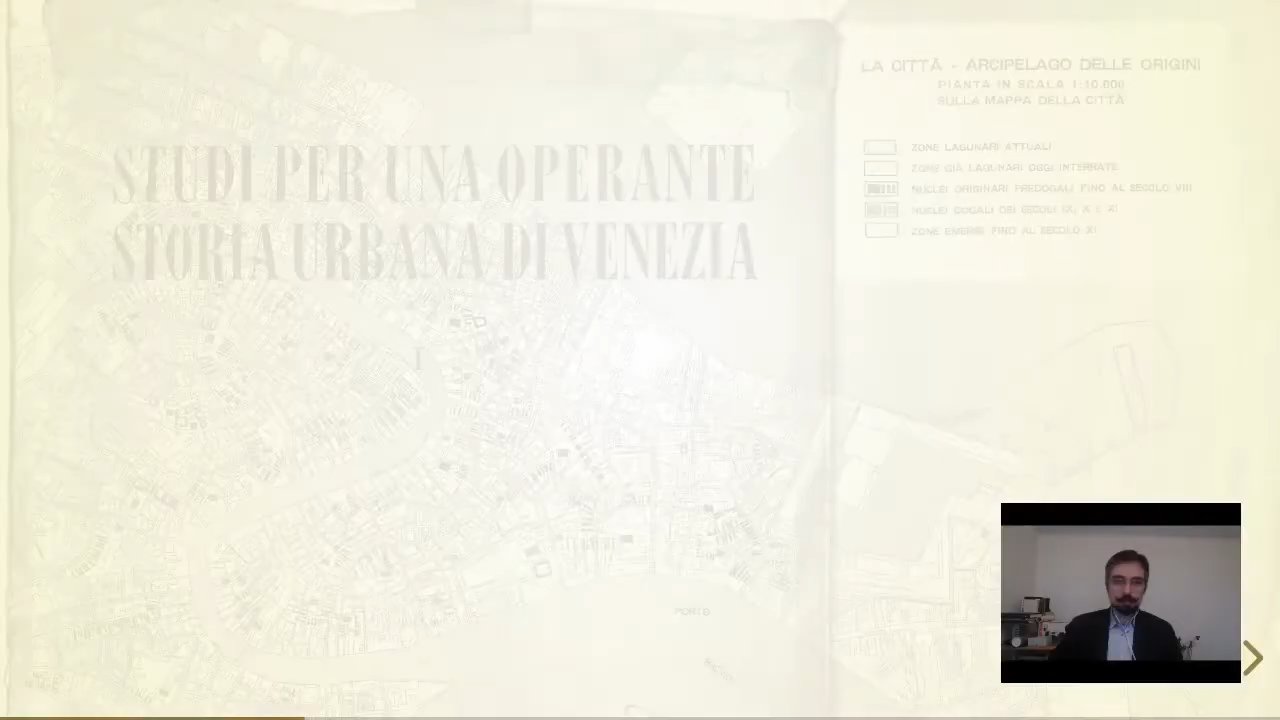 STUDI PER UNA OPERANTE
STORIA URBANA DI VENEZIA
I
LA CITTÀ - ARCIPELAGO DELLE ORIGINI
PIANTA IN SCALA 1:10.000
SULLA MAPPA DELLA CITTÀ
ZONE LAGUNARI ATTUALI
ZONE GIÀ LAGUNARI OGGI INTERRATE
NUCLEI ORIGINARI PREDOGALI FINO AL SECOLO VIII
NUCLEI DOGALI DEI SECOLI IX, X E XI
ZONE EMERSE FINO AL SECOLO XI
PORTO